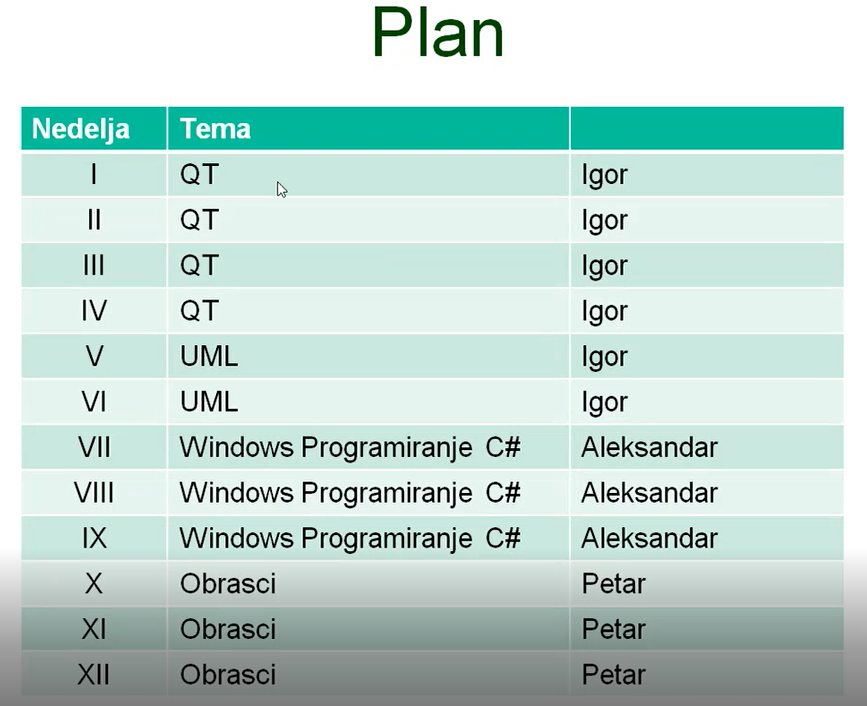 Plan
Nedelja Tema
I QT Igor
II QT Igor
III QT Igor
IV QT Igor
V UML Igor
VI UML Igor
VII Windows Programiranje C# Aleksandar
VIII Windows Programiranje C# Aleksandar
IX Windows Programiranje C# Aleksandar
X Obrasci Petar
XI Obrasci Petar
XII Obrasci Petar